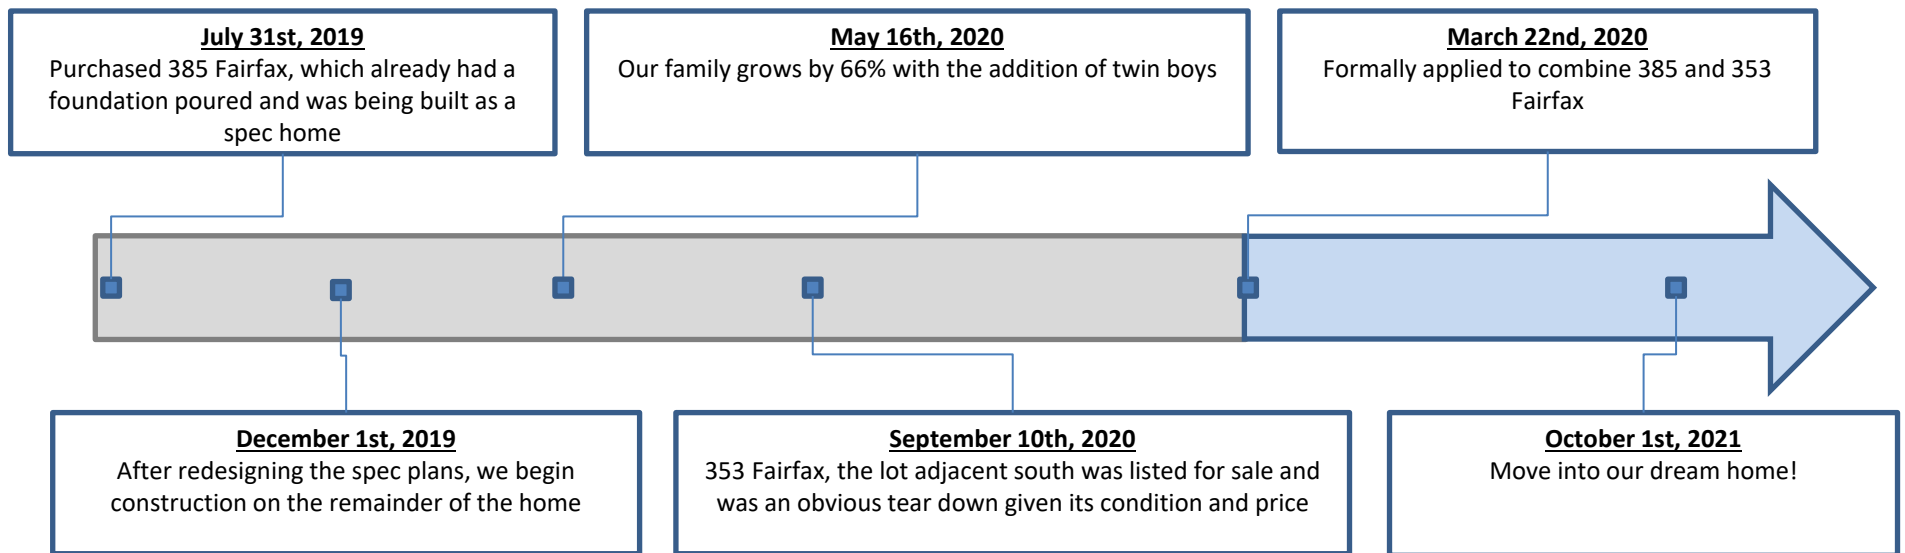 July 31st, 2019
Purchased 385 Fairfax, which already had a
foundation poured and was being built as a
spec home
May 16th, 2020
Our family grows by 66% with the addition of twin boys
March 22nd, 2020
Formally applied to combine 385 and 353
Fairfax
December 1st, 2019
After redesigning the spec plans, we begin
construction on the remainder of the home
September 10th, 2020
353 Fairfax, the lot adjacent south was listed for sale and
was an obvious tear down given its condition and price
October 1st, 2021
Move into our dream home!